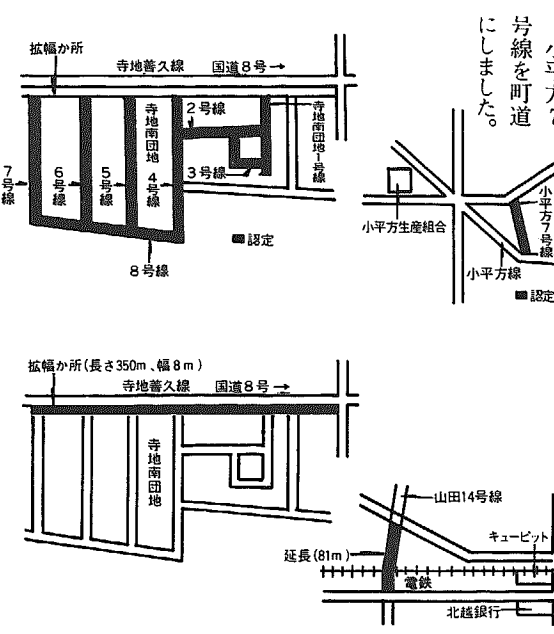 号線を町道
にしました。
拡幅か所
寺地善久線
国道8号→
寺地南団地
2号線
寺地南団地1号線
3号線
4号線
5号線
6号線
7号線
8号線
認定
小平方生産組合
小平方7号線
小平方線
認定
拡幅か所(長さ350m、幅8m)
寺地善久線
国道8号→
寺地南団地
山田14号線
延長(81m)
キューピット
電鉄
北越銀行